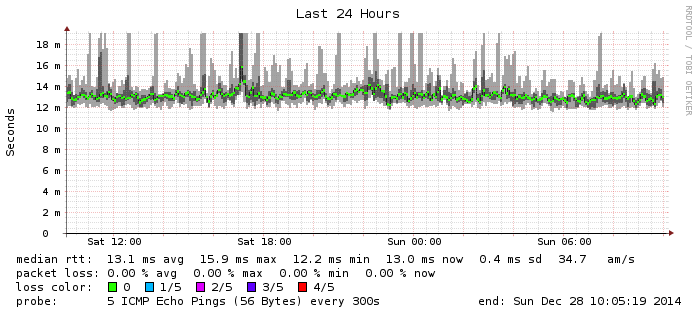 Last 24 Hours
RRDTOOL / TOBI OETIKER
Seconds
18 m
16 m
14 m
12 m
10 m
8 m
6 m
4 m
2 m
0
Sat 12:00 Sat 18:00 Sun 00:00 Sun 06:00
median rtt: 13.1 ms avg 15.9 ms max 12.2 ms min 13.0 ms now 0.4 ms sd 34.7 am/s
packet loss: 0.00 % avg 0.00 % max 0.00 % min 0.00 % now
loss color: 0 1/5 2/5 3/5 4/5
probe: 5 ICMP Echo Pings (56 Bytes) every 300s end: Sun Dec 28 10:05:19 2014